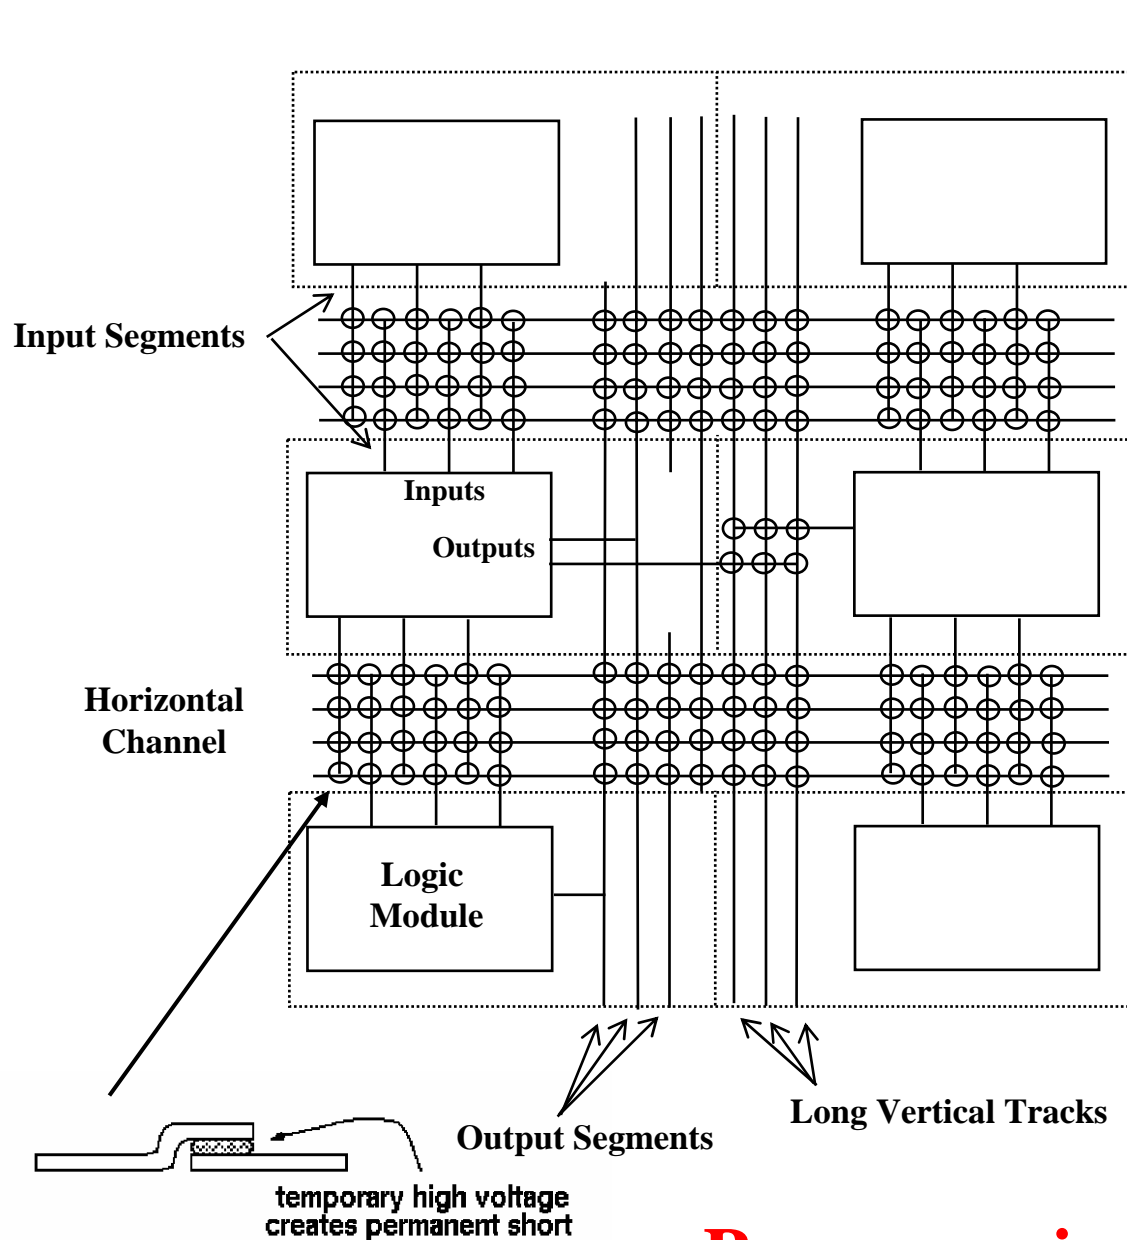 Input Segments
Inputs
Outputs
Horizontal
Channel
Logic
Module
Long Vertical Tracks
Output Segments
temporary high voltage
creates permanent short